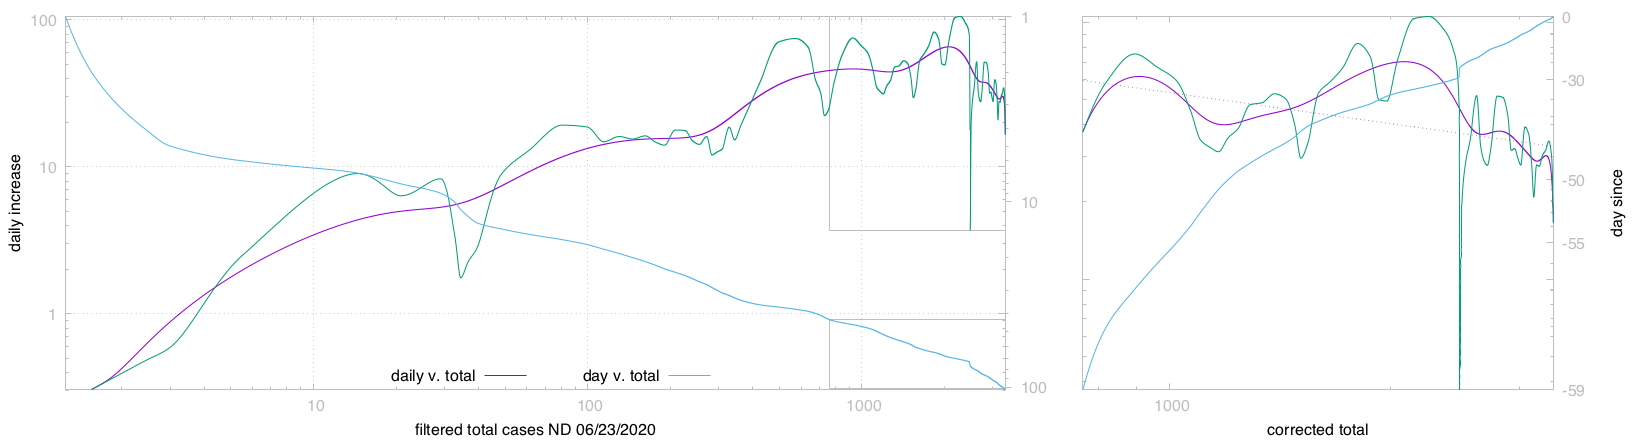 100
10
1
daily increase
1
10
100
daily v. total
day v. total
10
100
1000
filtered total cases ND 06/23/2020
0
-30
-50
-55
-59
day since
1000
corrected total